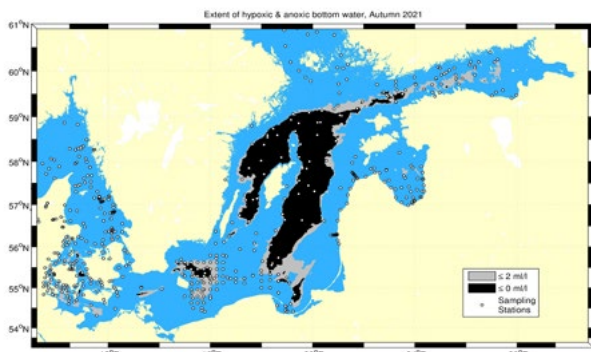 Extent of hypoxic & anoxic bottom water, Autumn 2021
61°N
60°N
59°N
58°N
57°N
56°N
55°N
54°N
≤ 2 ml/l
≤ 0 ml/l
Sampling
Stations